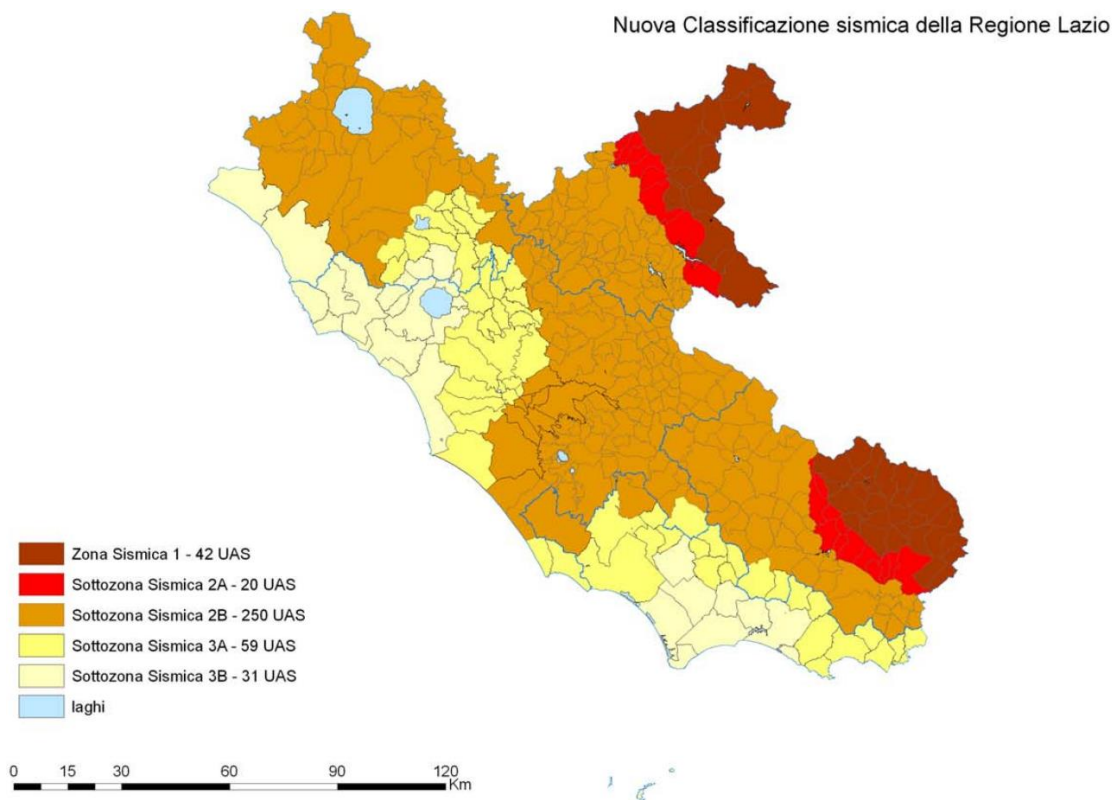 Nuova Classificazione sismica della Regione Lazio
Zona Sismica 1 - 42 UAS
Sottozona Sismica 2A - 20 UAS
Sottozona Sismica 2B - 250 UAS
Sottozona Sismica 3A - 59 UAS
Sottozona Sismica 3B - 31 UAS
laghi
0 15 30 60 90 120
Km